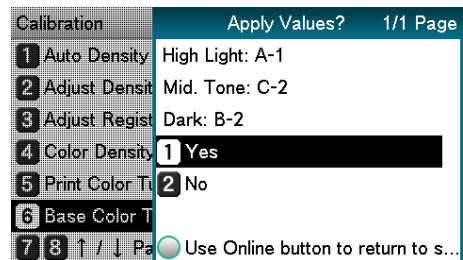 Calibration
1 Auto Density
2 Adjust Densit
3 Adjust Regist
4 Color Density
5 Print Color Tu
6 Base Color T
7 8 ↑ / ↓ Pa
Apply Values? 1/1 Page
High Light: A-1
Mid. Tone: C-2
Dark: B-2
1 Yes
2 No
Use Online button to return to s...